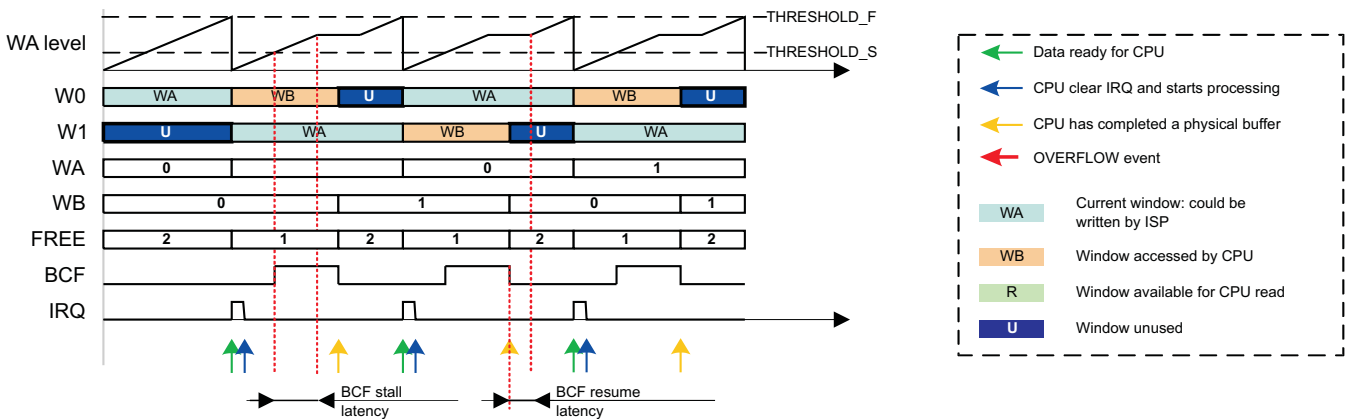 WA level
THRESHOLD_F
THRESHOLD_S
W0 WA WB U WA WB U
W1 U WA WB U WA
WA 0 0 1
WB 0 1 0 1
FREE 2 1 2 1 2 1 2
BCF
IRQ
BCF stall
latency
BCF resume
latency
Data ready for CPU
CPU clear IRQ and starts processing
CPU has completed a physical buffer
OVERFLOW event
WA Current window: could be
written by ISP
WB Window accessed by CPU
R Window available for CPU read
U Window unused